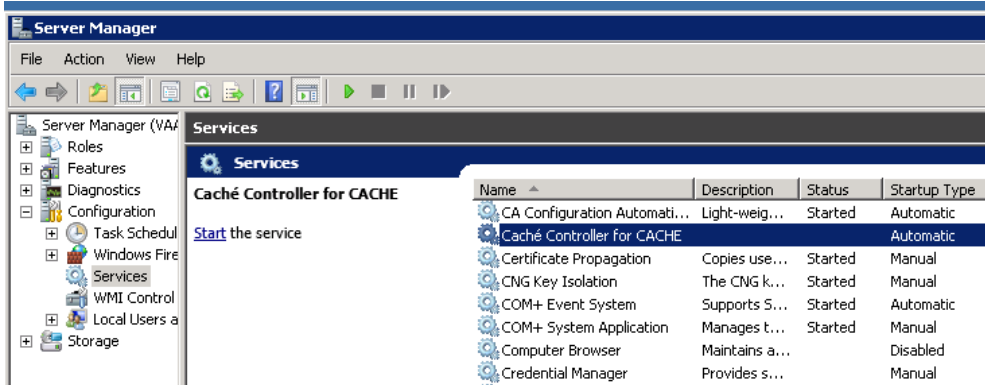 Server Manager
File Action View Help
Server Manager (VAA
Roles
Features
Diagnostics
Configuration
Task Schedul
Windows Fire
Services
WMI Control
Local Users a
Storage
Services
Services
Caché Controller for CACHE
Start the service
Name Description Status Startup Type
CA Configuration Automati... Light-weig... Started Automatic
Caché Controller for CACHE Automatic
Certificate Propagation Copies use... Started Manual
CNG Key Isolation The CNG k... Started Manual
COM+ Event System Supports S... Started Automatic
COM+ System Application Manages t... Started Manual
Computer Browser Maintains a... Disabled
Credential Manager Provides s... Manual